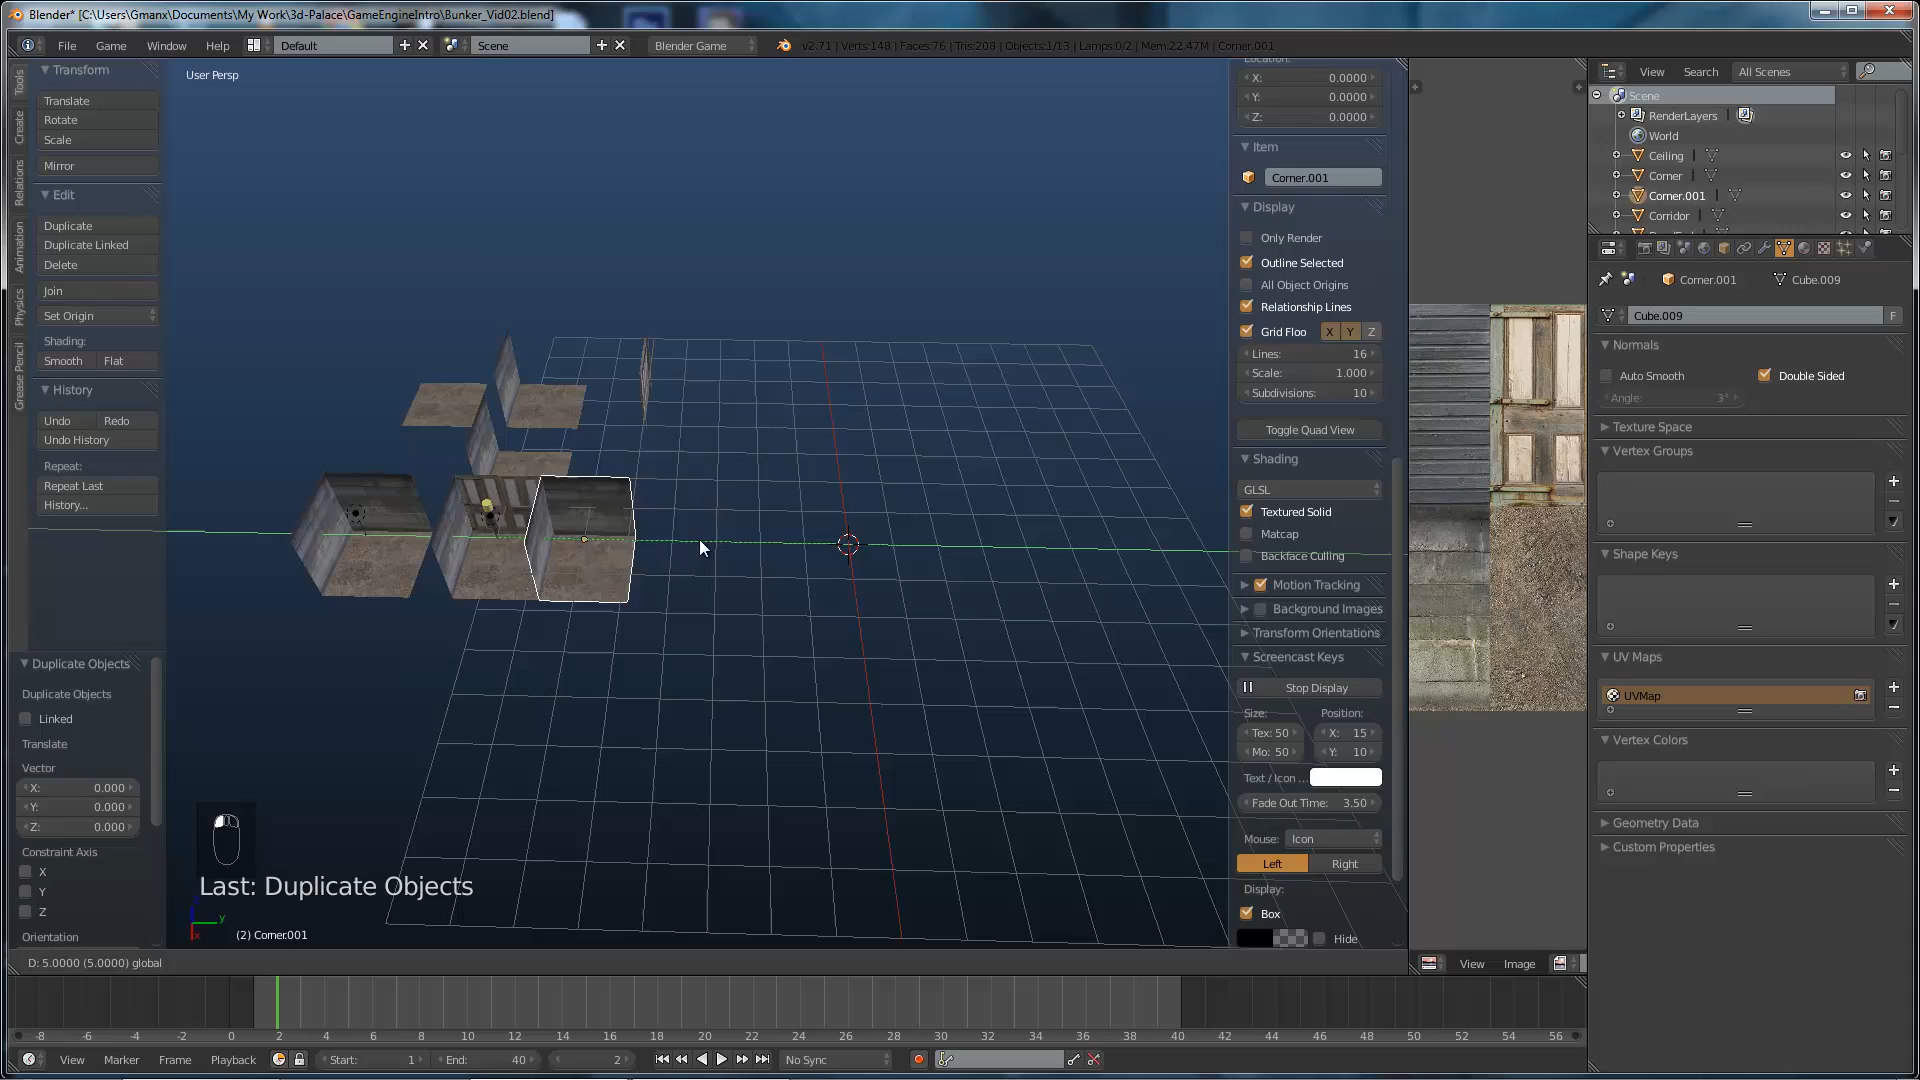 Blender* [C:\Users\Gmanx\Documents\My Work\3d-Palace\GameEngineIntro\Bunker_Vid02.blend]
File Game Window Help Default Scene Blender Game v2.71 | Verts:148 | Faces:76 | Tris:208 | Objects:1/13 | Lamps:0/2 | Mem:22.47M | Corner.001
Tools
Create
Relations
Animation
Physics
Grease Pencil
Transform
Translate
Rotate
Scale
Mirror
Edit
Duplicate
Duplicate Linked
Delete
Join
Set Origin
Shading:
Smooth Flat
History
Undo Redo
Undo History
Repeat:
Repeat Last
History...
Duplicate Objects
Duplicate Objects
Linked
Translate
Vector
X: 0.000
Y: 0.000
Z: 0.000
Constraint Axis
X
Y
Z
Orientation
User Persp
Last: Duplicate Objects
y
x
(2) Corner.001
D: 5.0000 (5.0000) global
Location:
X: 0.0000
Y: 0.0000
Z: 0.0000
Item
Corner.001
Display
Only Render
Outline Selected
All Object Origins
Relationship Lines
Grid Floo X Y Z
Lines: 16
Scale: 1.000
Subdivisions: 10
Toggle Quad View
Shading
GLSL
Textured Solid
Matcap
Backface Culling
Motion Tracking
Background Images
Transform Orientations
Screencast Keys
Stop Display
Size: Position:
Tex: 50 X: 15
Mo: 50 Y: 10
Text / Icon ...
Fade Out Time: 3.50
Mouse: Icon
Left Right
Display:
Box
Hide
View Image
View Search All Scenes
Scene
RenderLayers
World
Ceiling
Corner
Corner.001
Corridor
Corner.001 Cube.009
Cube.009 F
Normals
Auto Smooth Double Sided
Angle: 3°
Texture Space
Vertex Groups
Shape Keys
UV Maps
UVMap
Vertex Colors
Geometry Data
Custom Properties
-8 -6 -4 -2 0 2 4 6 8 10 12 14 16 18 20 22 24 26 28 30 32 34 36 38 40 42 44 46 48 50 52 54 56
View Marker Frame Playback Start: 1 End: 40 2 No Sync